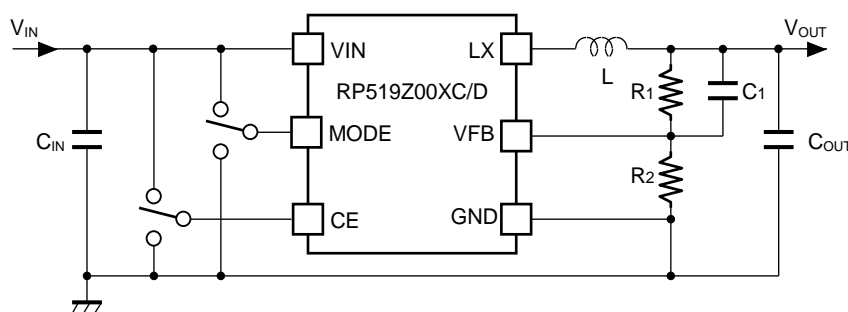 VIN
VOUT
VIN
LX
L
RP519Z00XC/D
R1
C1
CIN
MODE
VFB
COUT
R2
CE
GND